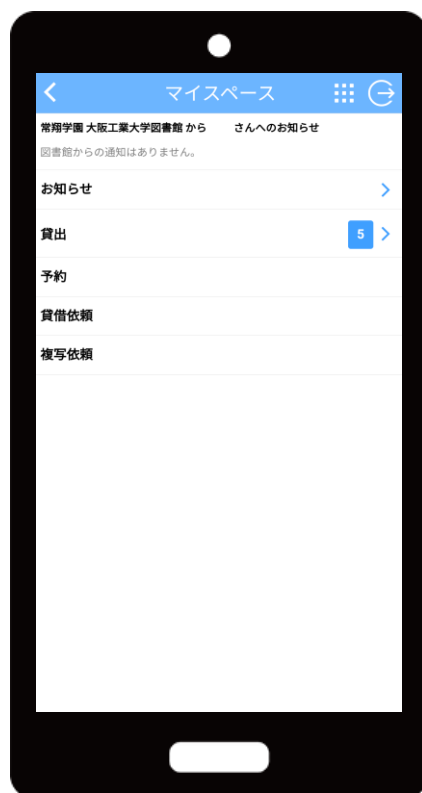 マイスペース
常翔学園 大阪工業大学図書館 から　　さんへのお知らせ
図書館からの通知はありません。
お知らせ
貸出 5
予約
貸借依頼
複写依頼